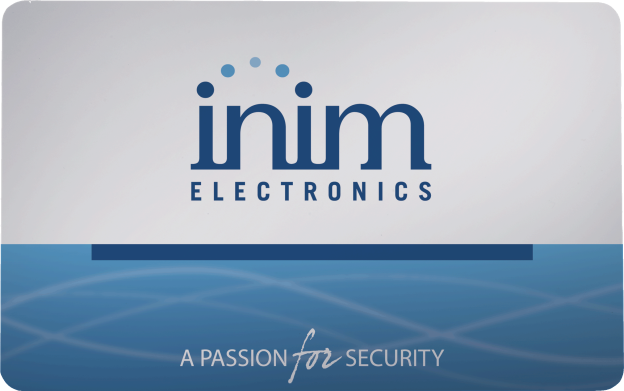 inim
ELECTRONICS
A PASSION for SECURITY